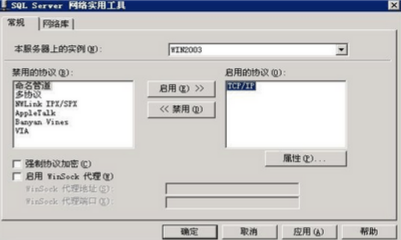 SQL Server 网络实用工具
常规 网络库
本服务器上的实例(N): WIN2003
禁用的协议(D): 启用的协议(P):
命名管道
多协议
NWLink IPX/SPX
AppleTalk
Banyan Vines
VIA
启用(E) >>
<< 禁用(D)
TCP/IP
属性(P)...
强制协议加密(C)
启用 WinSock 代理(W)
WinSock 代理地址(X):
WinSock 代理端口(X):
确定 取消 应用(A) 帮助